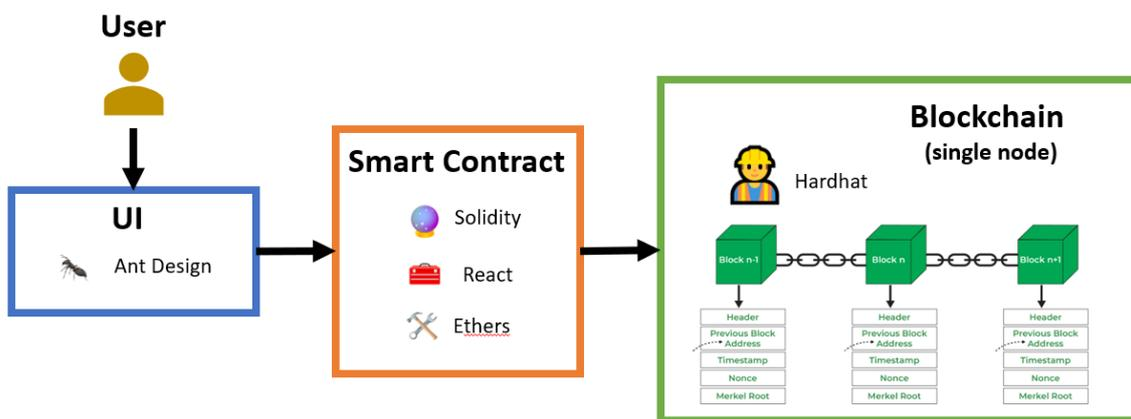 User
UI
Ant Design
Smart Contract
Solidity
React
Ethers
Blockchain
(single node)
Hardhat
Block n-1
Block n
Block n+1
Header
Previous Block
Address
Timestamp
Nonce
Merkel Root
Header
Previous Block
Address
Timestamp
Nonce
Merkel Root
Header
Previous Block
Address
Timestamp
Nonce
Merkel Root